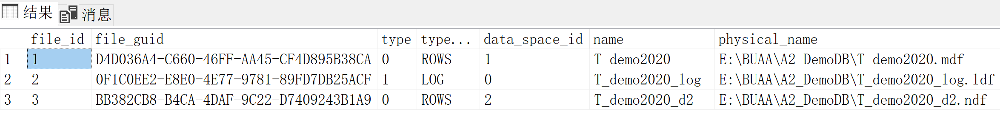 结果 消息
file_id file_guid type type... data_space_id name physical_name
1 1 D4D036A4-C660-46FF-AA45-CF4D895B38CA 0 ROWS 1 T_demo2020 E:\BUAA\A2_DemoDB\T_demo2020.mdf
2 2 0F1C0EE2-E8E0-4E77-9781-89FD7DB25ACF 1 LOG 0 T_demo2020_log E:\BUAA\A2_DemoDB\T_demo2020_log.ldf
3 3 BB382CB8-B4CA-4DAF-9C22-D7409243B1A9 0 ROWS 2 T_demo2020_d2 E:\BUAA\A2_DemoDB\T_demo2020_d2.ndf